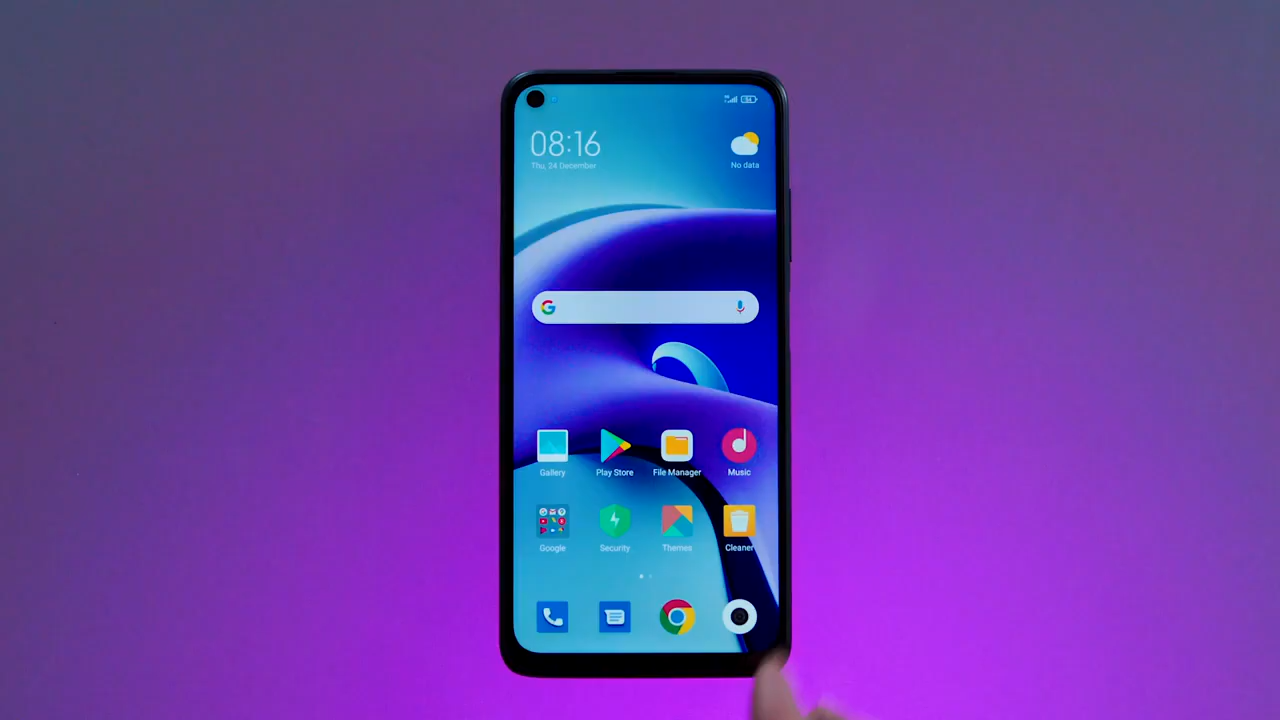 08:16
Thu, 24 December
No data
Gallery
Play Store
File Manager
Music
Google
Security
Themes
Cleaner